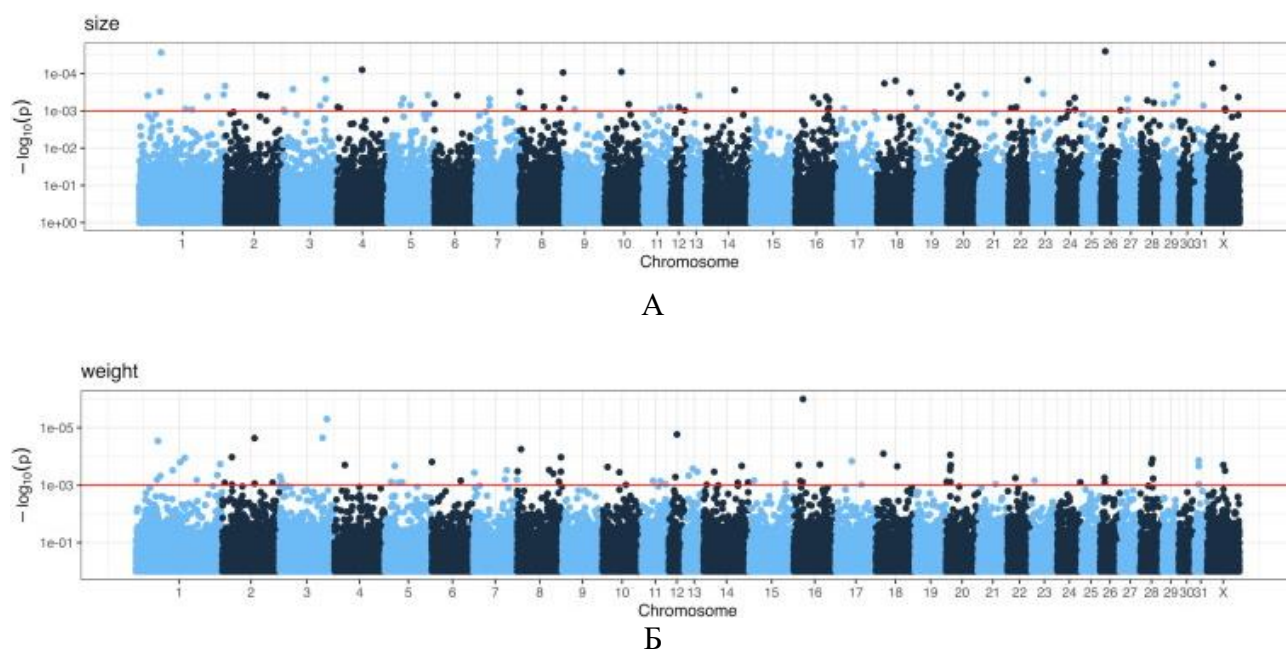 size
1e-04
1e-03
1e-02
1e-01
1e+00
−log10(p)
1 2 3 4 5 6 7 8 9 10 11 12 13 14 15 16 17 18 19 20 21 22 23 24 25 26 27 28 29 30 31 X
Chromosome
А
weight
1e-05
1e-03
1e-01
−log10(p)
1 2 3 4 5 6 7 8 9 10 11 12 13 14 15 16 17 18 19 20 21 22 23 24 25 26 27 28 29 30 31 X
Chromosome
Б